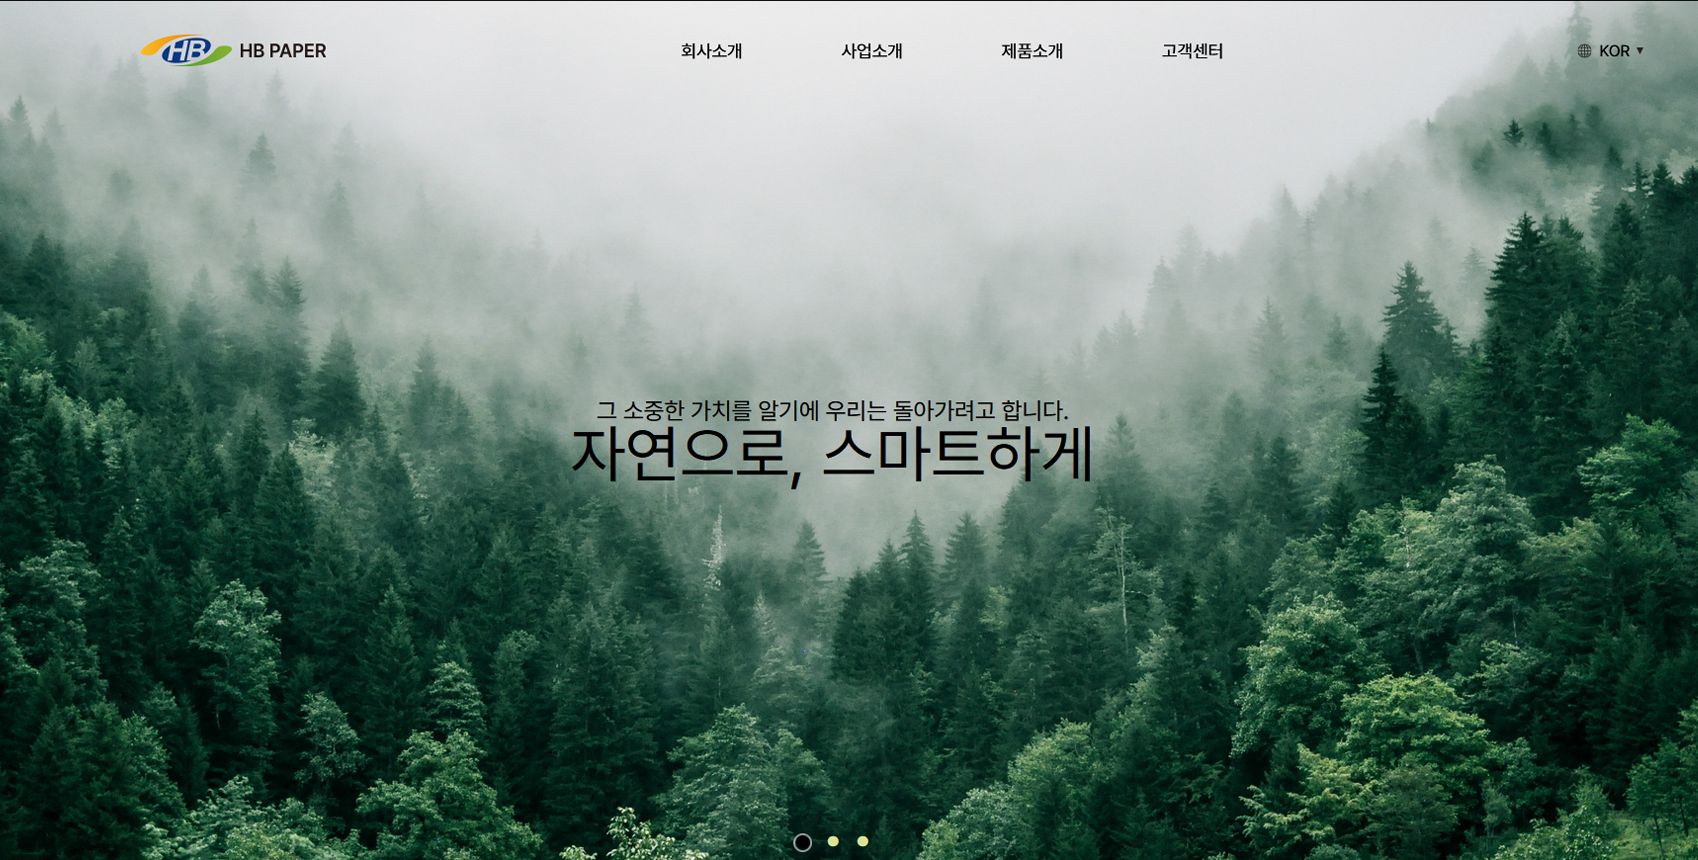 HB HB PAPER
회사소개 사업소개 제품소개 고객센터
KOR ▼
그 소중한 가치를 알기에 우리는 돌아가려고 합니다.
자연으로, 스마트하게